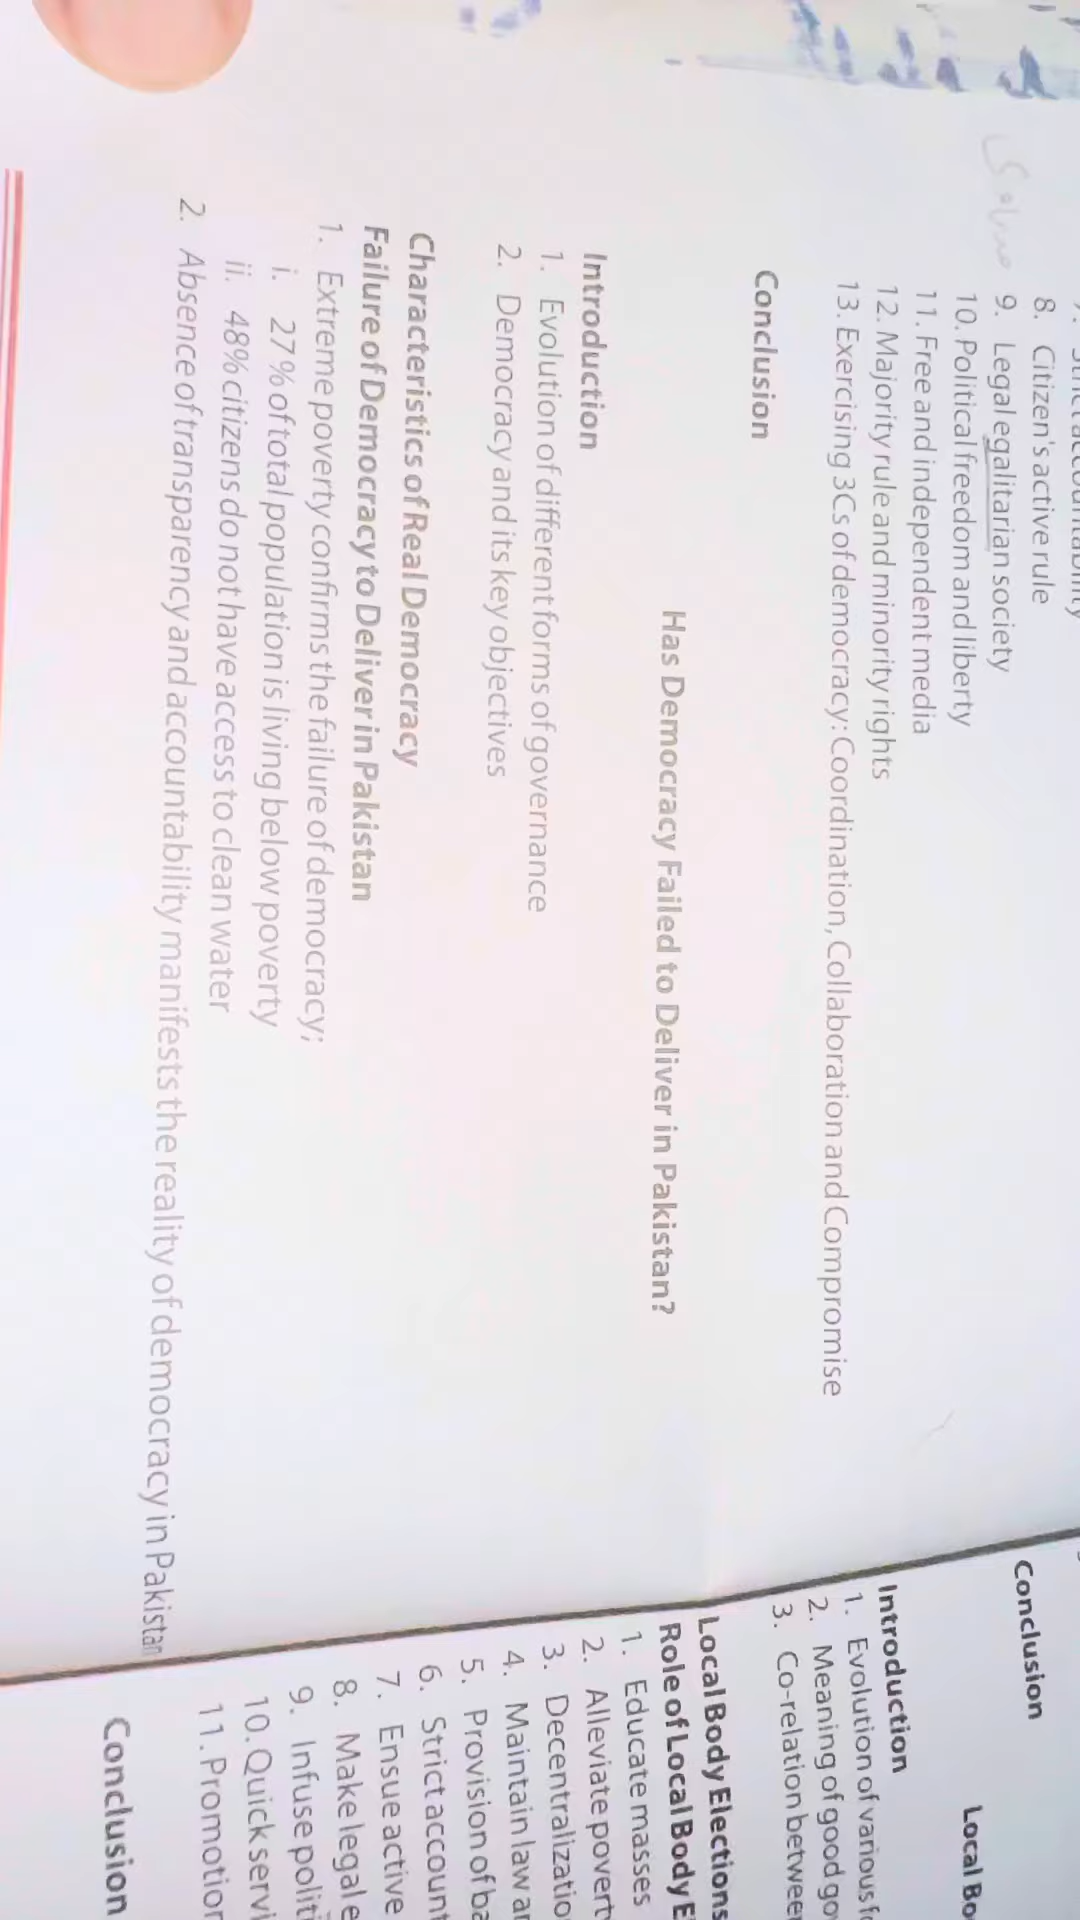 8. Citizen's active rule
9. Legal egalitarian society
10. Political freedom and liberty
11. Free and independent media
12. Majority rule and minority rights
13. Exercising 3Cs of democracy: Coordination, Collaboration and Compromise
Conclusion
Has Democracy Failed to Deliver in Pakistan?
Introduction
1. Evolution of different forms of governance
2. Democracy and its key objectives
Characteristics of Real Democracy
Failure of Democracy to Deliver in Pakistan
1. Extreme poverty confirms the failure of democracy;
i. 27% of total population is living below poverty
ii. 48% citizens do not have access to clean water
2. Absence of transparency and accountability manifests the reality of democracy in Pakistan
Conclusion
Local
Introduction
1. Evolution of various
2. Meaning of good
3. Co-relation between
Local Body Elections
Role of Local Body
1. Educate masses
2. Alleviate
3.
4. Maintain law
5. Provision of
6. Strict
7. Ensue active
8. Make legal
9. Infuse
10. Quick
11.
Conclusion